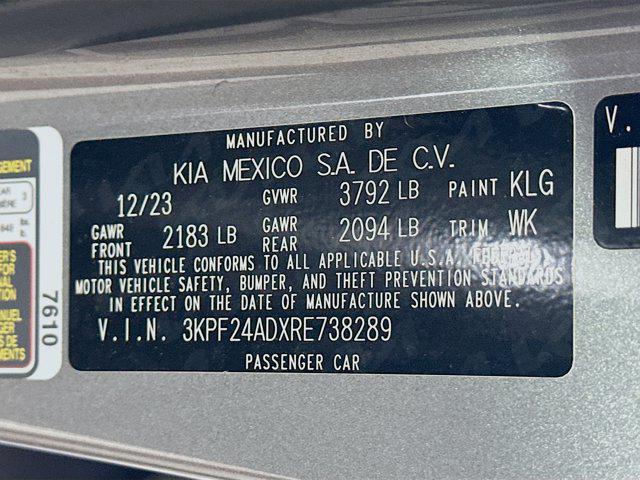 MANUFACTURED BY
KIA MEXICO S.A. DE C.V.
12/23 GVWR 3792 LB PAINT KLG
GAWR FRONT 2183 LB GAWR REAR 2094 LB TRIM WK
THIS VEHICLE CONFORMS TO ALL APPLICABLE U.S.A. FEDERAL
MOTOR VEHICLE SAFETY, BUMPER, AND THEFT PREVENTION STANDARDS
IN EFFECT ON THE DATE OF MANUFACTURE SHOWN ABOVE.
V.I.N. 3KPF24ADXRE738289
PASSENGER CAR
7610
V.